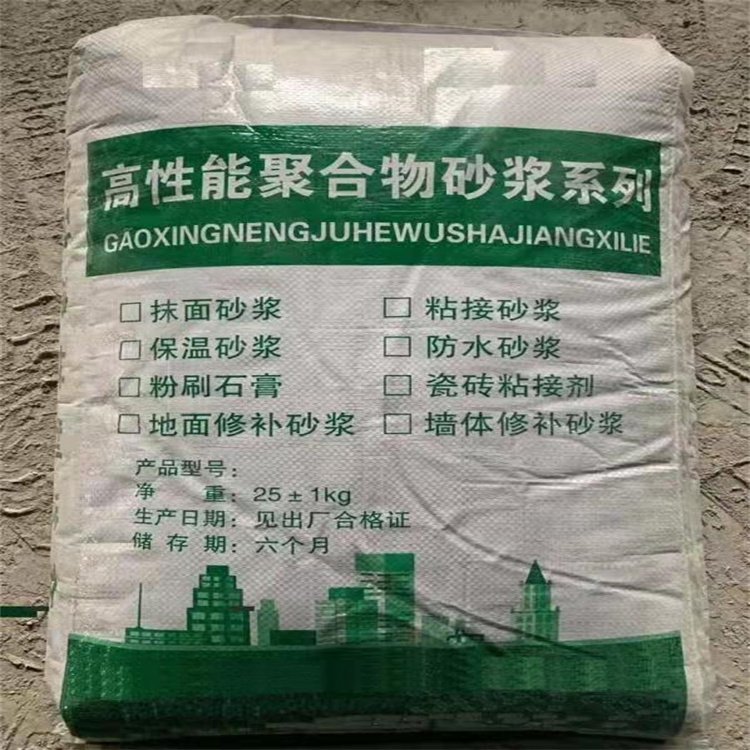 高性能聚合物砂浆系列
GAOXINGNENGJUHEWUSHAJIANGXILIE
□ 抹面砂浆 □ 粘接砂浆
□ 保温砂浆 □ 防水砂浆
□ 粉刷石膏 □ 瓷砖粘接剂
□ 地面修补砂浆 □ 墙体修补砂浆
产品型号:
净 重: 25±1kg
生产日期: 见出厂合格证
储 存 期: 六个月